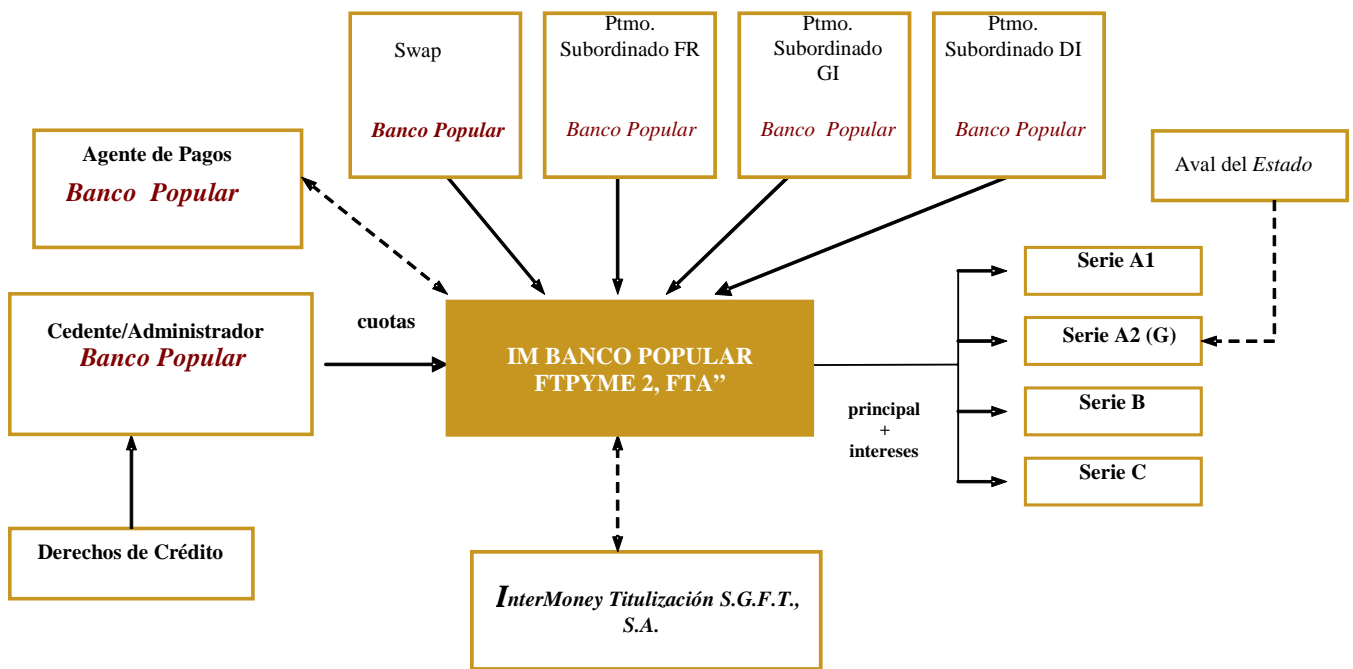 Swap
Banco Popular
Ptmo.
Subordinado FR
Banco Popular
Ptmo.
Subordinado
GI
Banco Popular
Ptmo.
Subordinado DI
Banco Popular
Agente de Pagos
Banco Popular
Aval del Estado
Cedente/Administrador
Banco Popular
cuotas
IM BANCO POPULAR
FTPYME 2, FTA”
principal
+
intereses
Serie A1
Serie A2 (G)
Serie B
Serie C
Derechos de Crédito
InterMoney Titulización S.G.F.T.,
S.A.